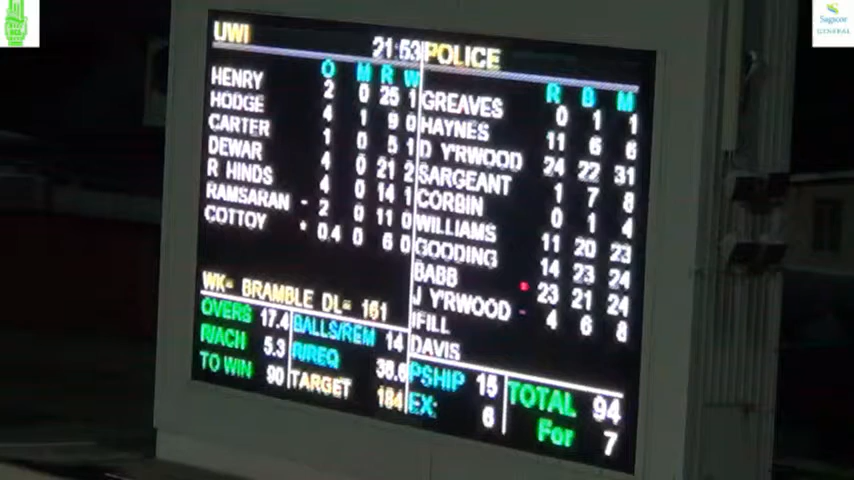 UWI 21:53 POLICE
O M R W
R B M
HENRY 2 0 25 1
HODGE 4 1 9 0
CARTER 1 0 5 1
DEWAR 4 0 21 2
R HINDS 4 0 14 1
RAMSARAN - 2 0 11 0
COTTOY * 0.4 0 6 0
WK= BRAMBLE DL= 161
GREAVES 0 1 1
HAYNES 11 6 6
D Y'RWOOD 24 22 31
SARGEANT 1 7 8
CORBIN 0 1 4
WILLIAMS 11 20 23
GOODING 14 23 24
BABB 23 21 24
J Y'RWOOD - 4 6 8
IFILL
DAVIS
OVERS 17.4 BALLS/REM 14
R/ACH 5.3 R/REQ 38.6
TO WIN 90 TARGET 184
PSHIP 15 TOTAL 94
EX: 6 For 7
Sagicor
GENERAL